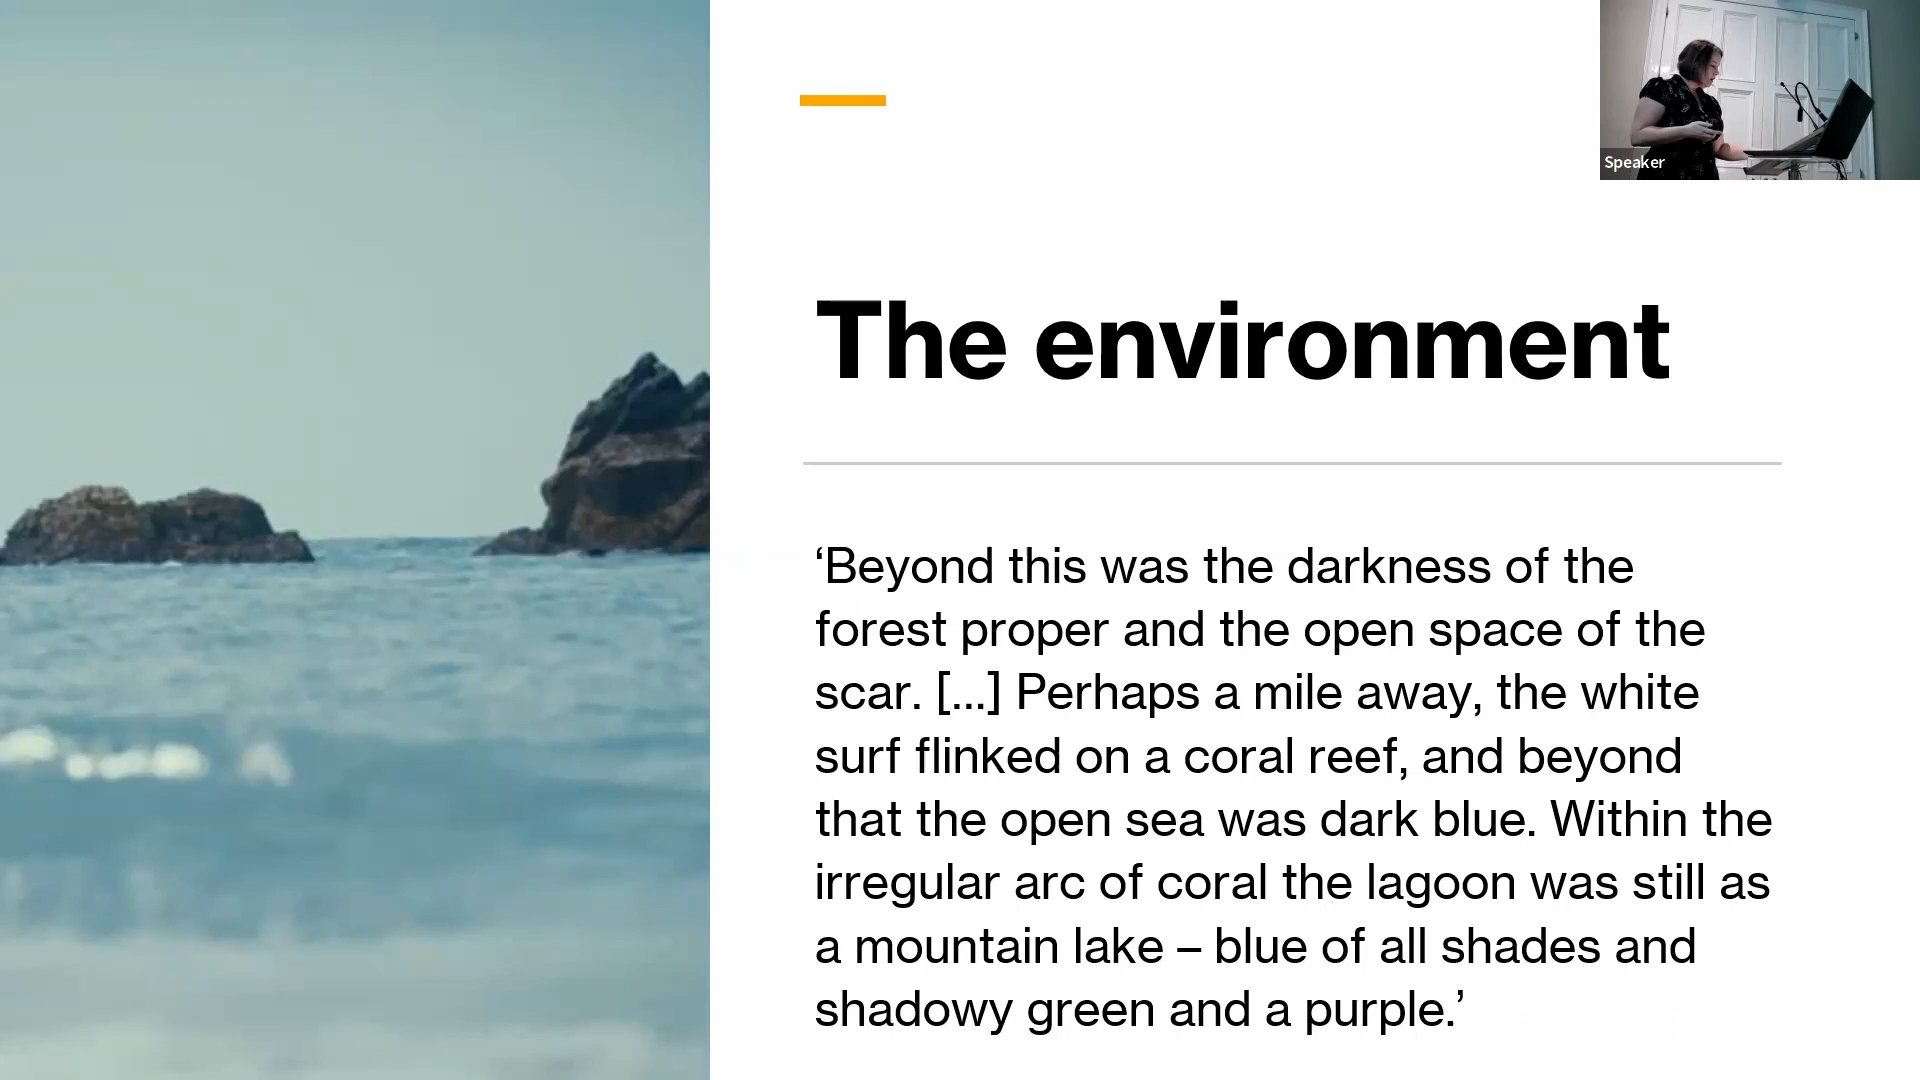 Speaker
The environment
‘Beyond this was the darkness of the
forest proper and the open space of the
scar. [...] Perhaps a mile away, the white
surf flinked on a coral reef, and beyond
that the open sea was dark blue. Within the
irregular arc of coral the lagoon was still as
a mountain lake – blue of all shades and
shadowy green and a purple.’